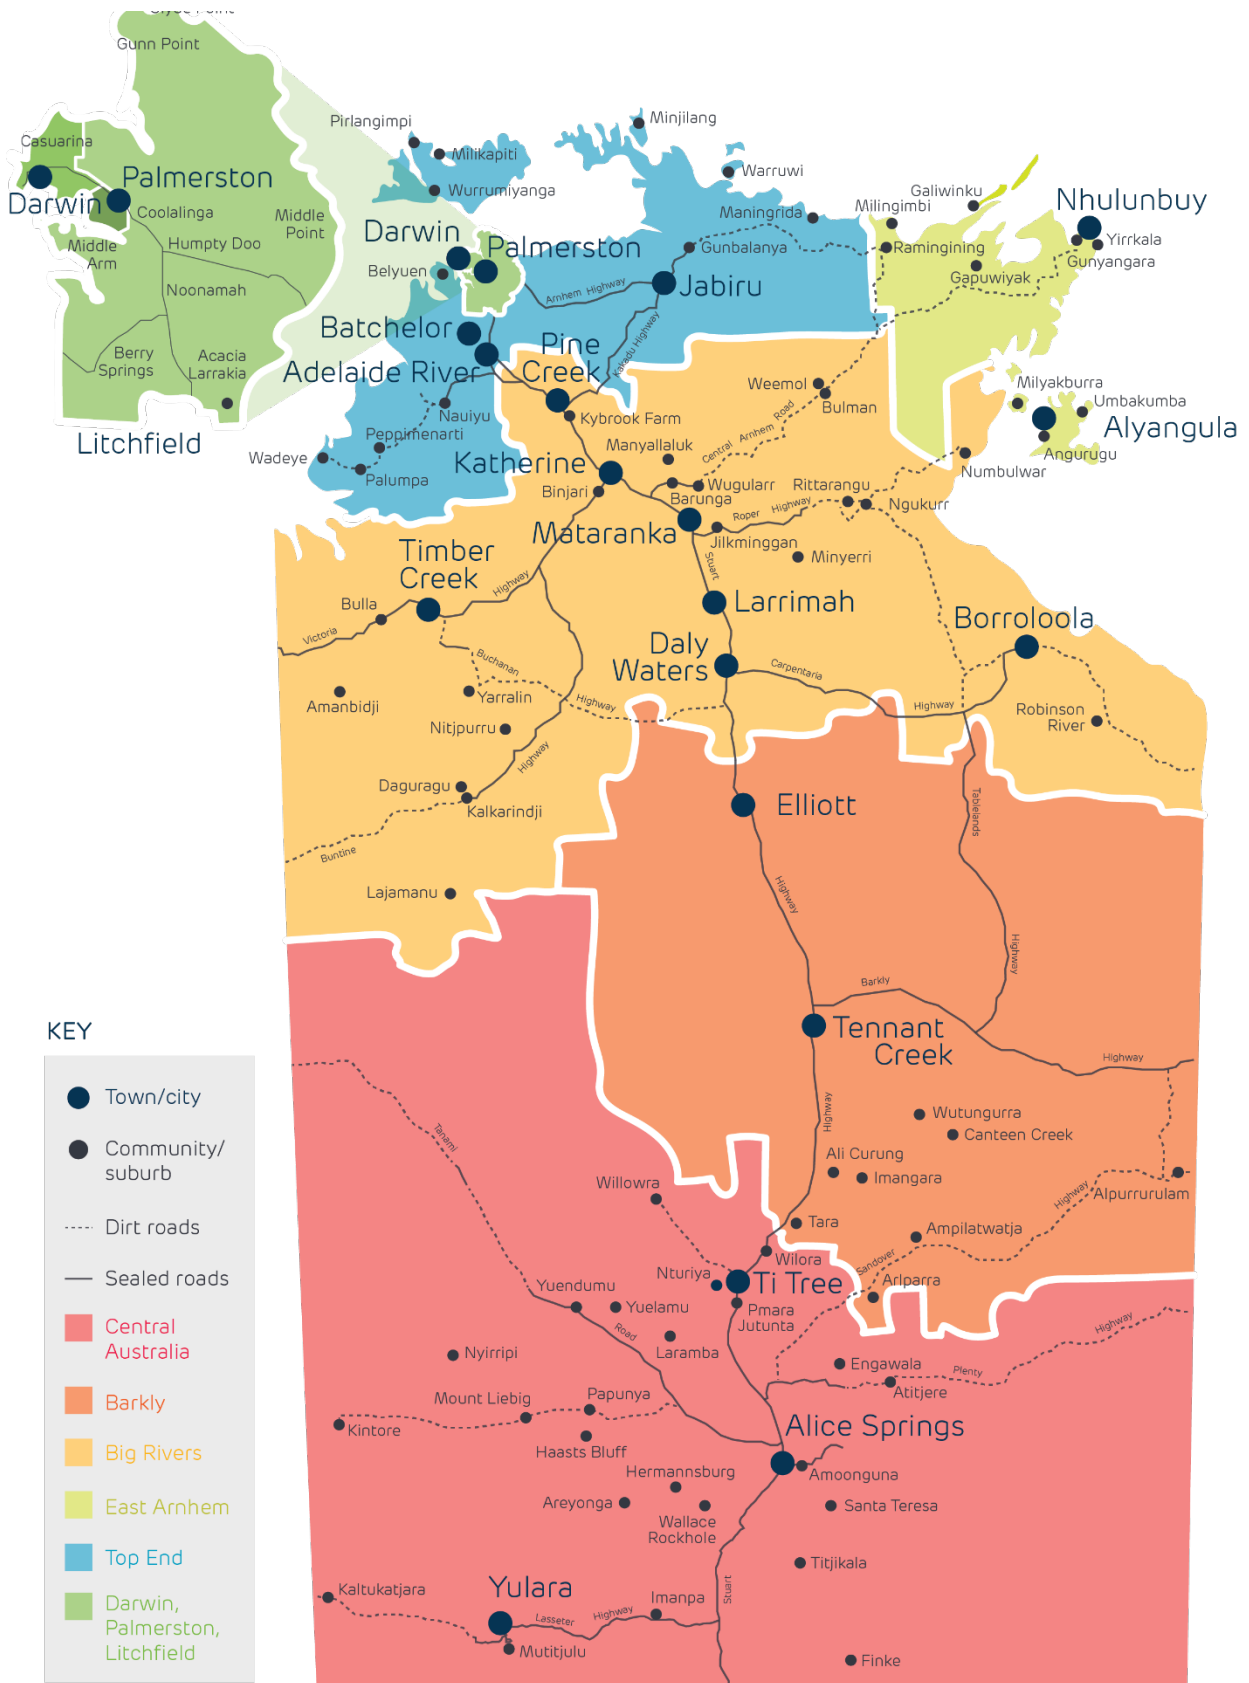 Gunn Point
Casuarina
Darwin
Palmerston
Coolalinga
Middle
Point
Middle
Arm
Humpty Doo
Noonamah
Berry
Springs
Acacia
Larrakia
Litchfield
Pirlangimpi
Milikapiti
Wurrumiyanga
Minjilang
Warruwi
Maningrida
Gunbalanya
Darwin
Palmerston
Belyuen
Arnhem Highway
Jabiru
Kakadu Highway
Batchelor
Adelaide River
Pine
Creek
Kybrook Farm
Nauiyu
Peppimenarti
Wadeye
Palumpa
Galiwinku
Milingimbi
Ramingining
Gapuwiyak
Nhulunbuy
Yirrkala
Gunyangara
Milyakburra
Umbakumba
Alyangula
Angurugu
Numbulwar
Weemol
Bulman
Central Arnhem Road
Manyallaluk
Katherine
Binjari
Wugularr
Barunga
Rittarangu
Ngukurr
Roper Highway
Mataranka
Jilkminggan
Minyerri
Stuart
Timber
Creek
Highway
Bulla
Victoria
Larrimah
Borroloola
Daly
Waters
Carpentaria
Highway
Buchanan
Highway
Yarralin
Amanbidji
Nitjpurru
Highway
Robinson
River
Daguragu
Kalkarindji
Buntine
Lajamanu
Elliott
Tablelands
Highway
Highway
Barkly
Highway
Tennant
Creek
Highway
Wutungurra
Canteen Creek
Ali Curung
Imangara
Alpurrurulam
Highway
Tara
Ampilatwatja
Sandover
Arlparra
Tanami
Willowra
Wilora
Nturiya
Ti Tree
Pmara
Jutunta
Yuendumu
Yuelamu
Road
Laramba
Nyirripi
Engawala
Plenty
Highway
Atitjere
Mount Liebig
Papunya
Kintore
Haasts Bluff
Alice Springs
Amoonguna
Hermannsburg
Areyonga
Wallace
Rockhole
Santa Teresa
Titjikala
Stuart
Kaltukatjara
Yulara
Imanpa
Lasseter
Highway
Mutitjulu
Finke
KEY
Town/city
Community/
suburb
Dirt roads
Sealed roads
Central
Australia
Barkly
Big Rivers
East Arnhem
Top End
Darwin,
Palmerston,
Litchfield